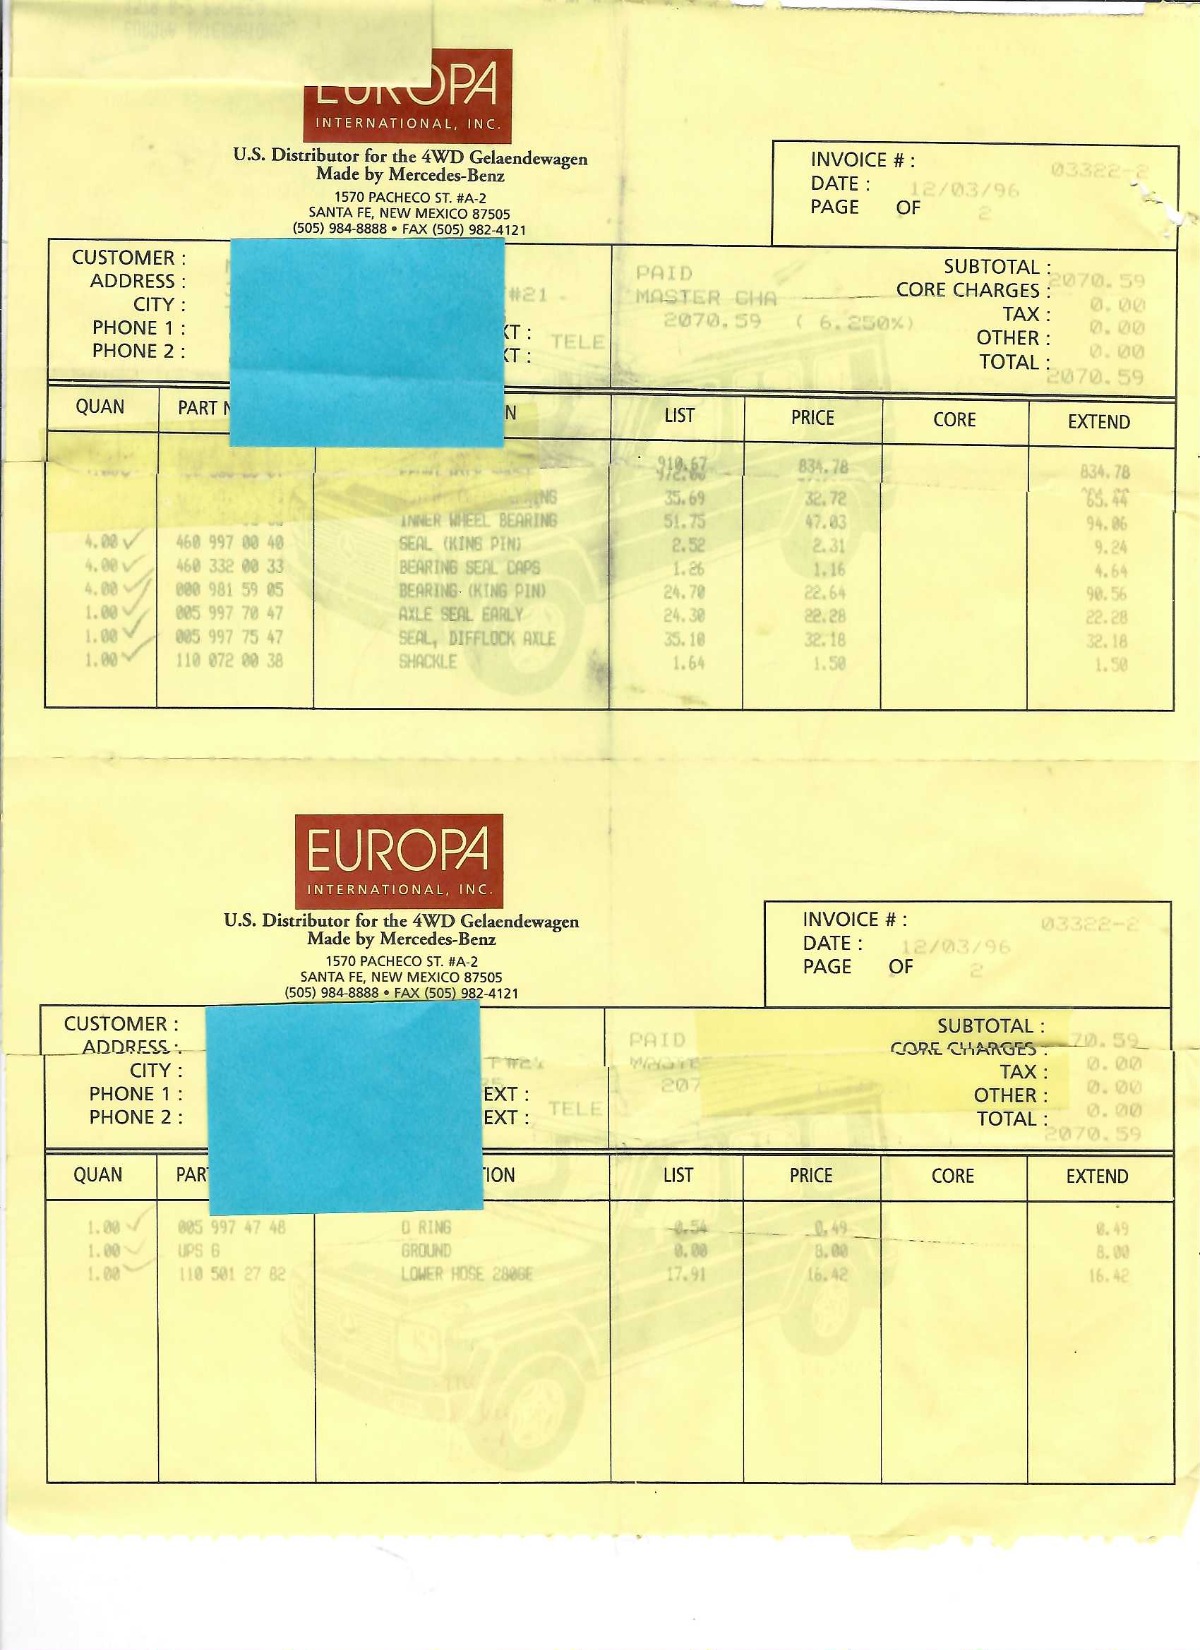 EUROPA
INTERNATIONAL, INC.
U.S. Distributor for the 4WD Gelaendewagen
Made by Mercedes-Benz
1570 PACHECO ST. #A-2
SANTA FE, NEW MEXICO 87505
(505) 984-8888 • FAX (505) 982-4121
INVOICE # : 03322-2
DATE : 12/03/96
PAGE OF 2
CUSTOMER :
ADDRESS : #21
CITY :
PHONE 1 : XT : TELE
PHONE 2 : XT :
PAID
MASTER CHA
2070.59 ( 6.250%)
SUBTOTAL : 2070.59
CORE CHARGES : 0.00
TAX : 0.00
OTHER : 0.00
TOTAL : 2070.59
QUAN PART N N LIST PRICE CORE EXTEND
910.67 834.78 834.78
NG 35.69 32.72 65.44
INNER WHEEL BEARING 51.75 47.03 94.06
4.00 ✓ 460 997 00 40 SEAL (KING PIN) 2.52 2.31 9.24
4.00 ✓ 460 332 00 33 BEARING SEAL CAPS 1.26 1.16 4.64
4.00 ✓ 000 981 59 05 BEARING (KING PIN) 24.70 22.64 90.56
1.00 ✓ 005 997 70 47 AXLE SEAL EARLY 24.30 22.28 22.28
1.00 ✓ 005 997 75 47 SEAL, DIFFLOCK AXLE 35.10 32.18 32.18
1.00 ✓ 110 072 00 38 SHACKLE 1.64 1.50 1.50
EUROPA
INTERNATIONAL, INC.
U.S. Distributor for the 4WD Gelaendewagen
Made by Mercedes-Benz
1570 PACHECO ST. #A-2
SANTA FE, NEW MEXICO 87505
(505) 984-8888 • FAX (505) 982-4121
INVOICE # : 03322-2
DATE : 12/03/96
PAGE OF 2
CUSTOMER :
ADDRESS :
CITY :
PHONE 1 : EXT : TELE
PHONE 2 : EXT :
PAID
207
SUBTOTAL : 70.59
CORE CHARGES : 0.00
TAX : 0.00
OTHER : 0.00
TOTAL : 2070.59
QUAN PAR ION LIST PRICE CORE EXTEND
1.00 ✓ 005 997 47 48 O RING 0.54 0.49 0.49
1.00 ✓ UPS G GROUND 0.00 8.00 8.00
1.00 ✓ 110 501 27 82 LOWER HOSE 280GE 17.91 16.42 16.42